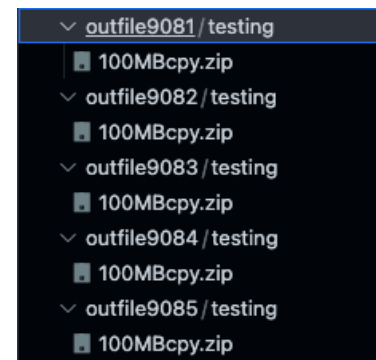 outfile9081/testing
100MBcpy.zip
outfile9082/testing
100MBcpy.zip
outfile9083/testing
100MBcpy.zip
outfile9084/testing
100MBcpy.zip
outfile9085/testing
100MBcpy.zip